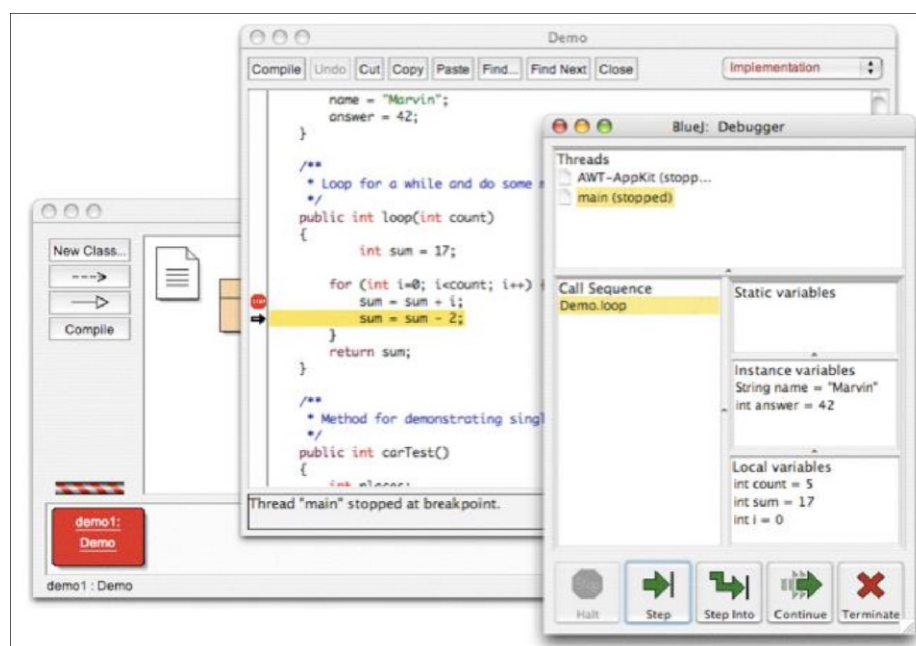 Demo
Compile Undo Cut Copy Paste Find... Find Next Close Implementation
name = "Marvin";
answer = 42;
}
/**
* Loop for a while and do some
*/
public int loop(int count)
{
int sum = 17;
for (int i=0; i<count; i++) {
STOP
sum = sum + i;
sum = sum - 2;
}
return sum;
}
/**
* Method for demonstrating singl
*/
public int carTest()
{
int places;
Thread "main" stopped at breakpoint.
New Class...
Compile
demo1:
Demo
demo1 : Demo
BlueJ: Debugger
Threads
AWT-AppKit (stopp...
main (stopped)
Call Sequence
Demo.loop
Static variables
Instance variables
String name = "Marvin"
int answer = 42
Local variables
int count = 5
int sum = 17
int i = 0
Stop
Halt Step Step Into Continue Terminate